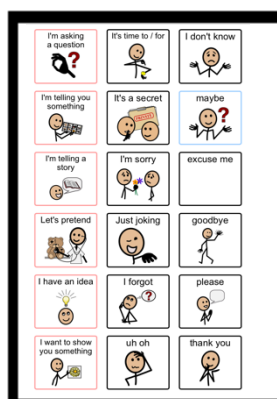 I'm asking
a question
It's time to / for
I don't know
?
I'm telling you
something
It's a secret
maybe
?
I'm telling a
story
I'm sorry
excuse me
Let's pretend
Just joking
goodbye
I have an idea
I forgot
please
?
I want to show
you something
uh oh
thank you